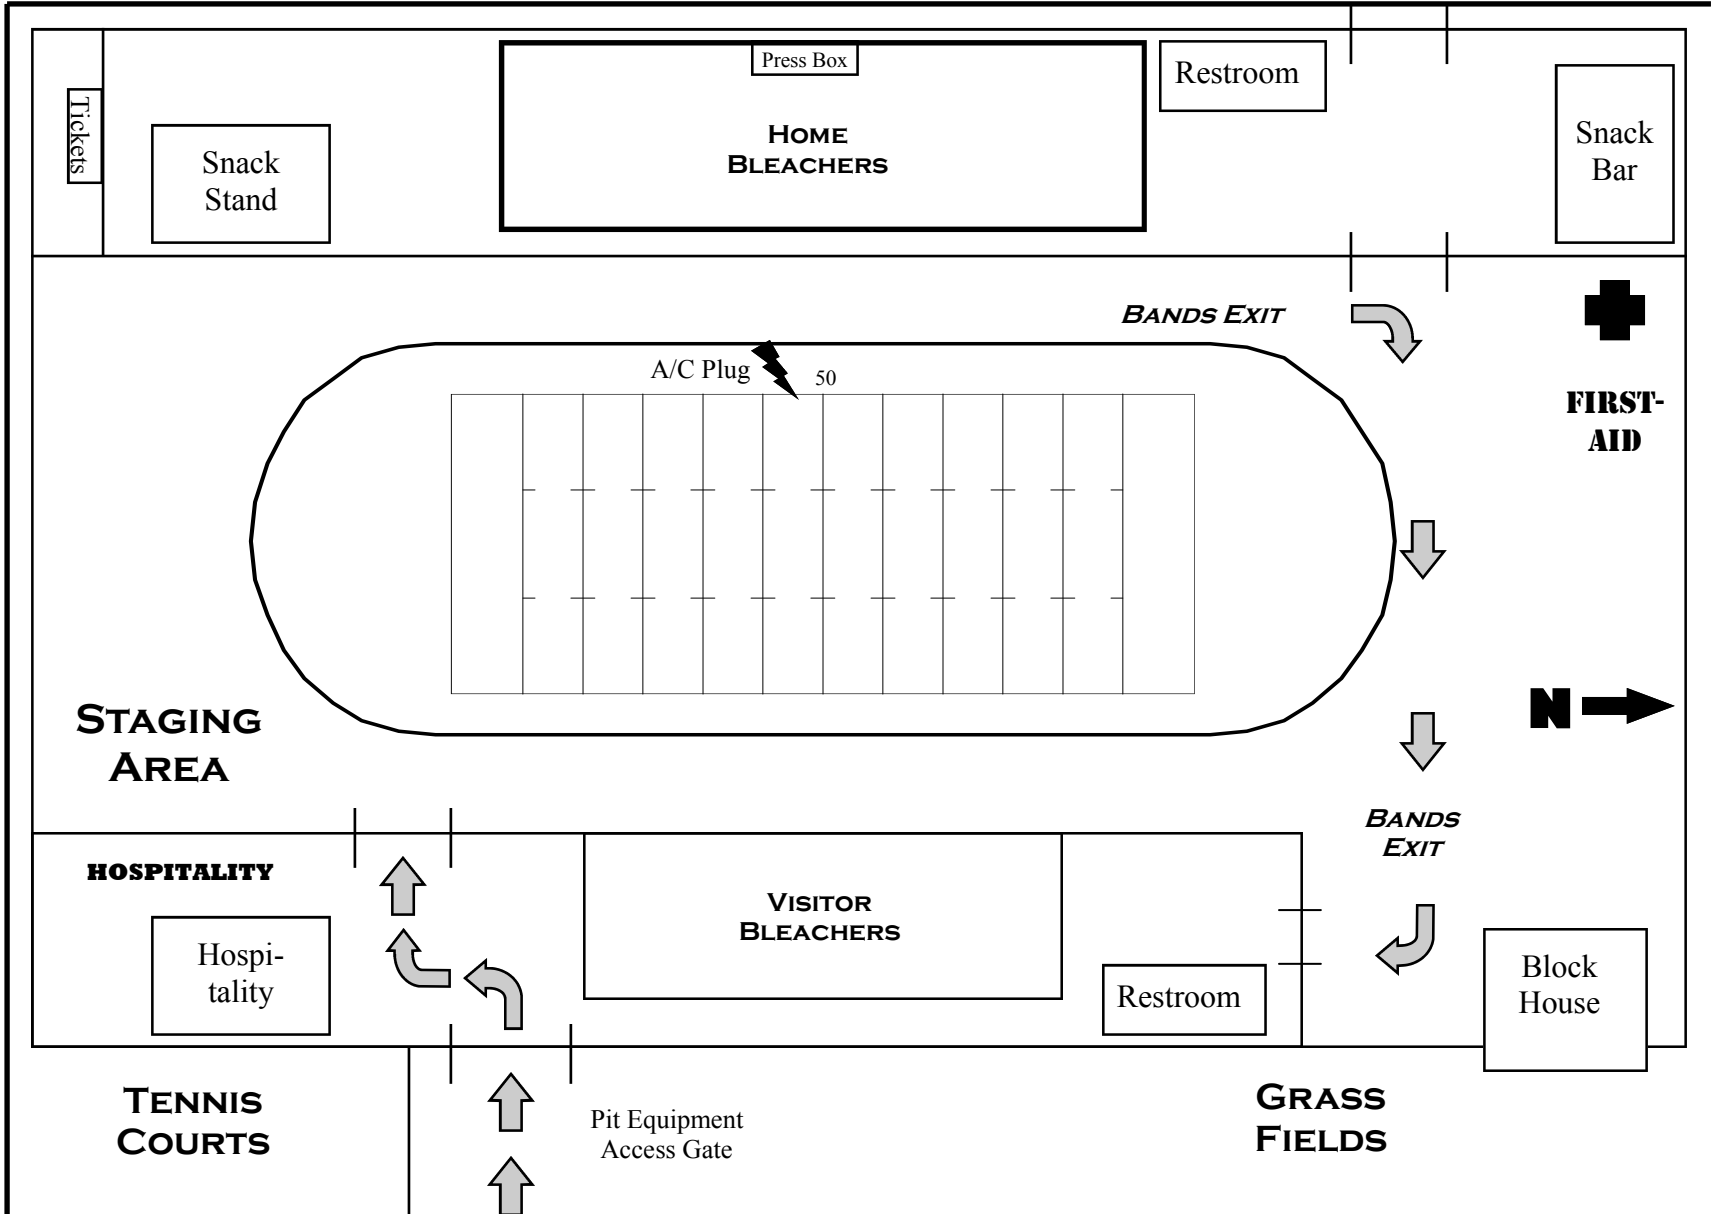 Press Box
Restroom
Tickets
HOME
BLEACHERS
Snack
Stand
Snack
Bar
BANDS EXIT
A/C Plug
50
FIRST-
AID
STAGING
AREA
N
BANDS
EXIT
HOSPITALITY
VISITOR
BLEACHERS
Hospi-
tality
Restroom
Block
House
TENNIS
COURTS
Pit Equipment
Access Gate
GRASS
FIELDS